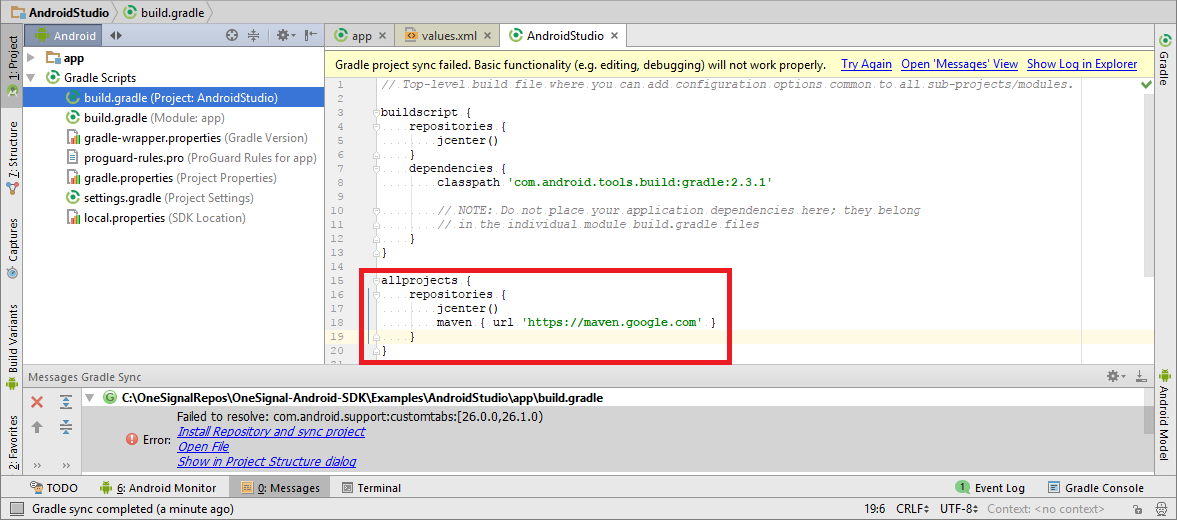 AndroidStudio build.gradle
1: Project
7: Structure
Captures
Build Variants
2: Favorites
Android
app
Gradle Scripts
build.gradle (Project: AndroidStudio)
build.gradle (Module: app)
gradle-wrapper.properties (Gradle Version)
proguard-rules.pro (ProGuard Rules for app)
gradle.properties (Project Properties)
settings.gradle (Project Settings)
local.properties (SDK Location)
app values.xml AndroidStudio
Gradle project sync failed. Basic functionality (e.g. editing, debugging) will not work properly. Try Again Open 'Messages' View Show Log in Explorer
1 // Top-level build file where you can add configuration options common to all sub-projects/modules.
2
3 buildscript {
4 repositories {
5 jcenter()
6 }
7 dependencies {
8 classpath 'com.android.tools.build:gradle:2.3.1'
9
10 // NOTE: Do not place your application dependencies here; they belong
11 // in the individual module build.gradle files
12 }
13 }
14
15 allprojects {
16 repositories {
17 jcenter()
18 maven { url 'https://maven.google.com' }
19 }
20 }
Gradle
Android Model
Messages Gradle Sync
C:\OneSignalRepos\OneSignal-Android-SDK\Examples\AndroidStudio\app\build.gradle
Failed to resolve: com.android.support:customtabs:[26.0.0,26.1.0)
Error: Install Repository and sync project
Open File
Show in Project Structure dialog
TODO 6: Android Monitor 0: Messages Terminal 1 Event Log Gradle Console
Gradle sync completed (a minute ago) 19:6 CRLF UTF-8 Context: <no context>